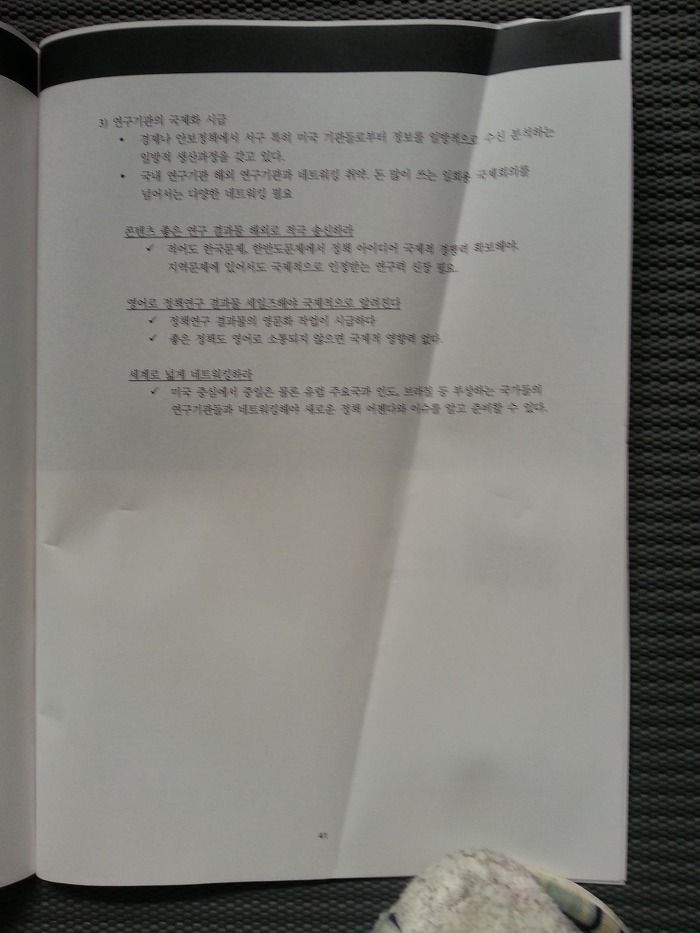 3) 연구기관의 국제화 시급
• 경제나 안보정책에서 서구 특히 미국 기관들로부터 정보를 일방적으로 수신 분석하는
일방적 생산과정을 갖고 있다.
• 국내 연구기관 해외 연구기관과 네트워킹 취약. 돈 많이 쓰는 일회용 국제회의를
넘어서는 다양한 네트워킹 필요
콘텐츠 좋은 연구 결과물 해외로 적극 송신하라
✓ 적어도 한국문제, 한반도문제에서 정책 아이디어 국제적 경쟁력 확보해야.
지역문제에 있어서도 국제적으로 인정받는 연구력 신장 필요.
영어로 정책연구 결과물 세일즈해야 국제적으로 알려진다
✓ 정책연구 결과물의 영문화 작업이 시급하다
✓ 좋은 정책도 영어로 소통되지 않으면 국제적 영향력 없다.
세계로 넓게 네트워킹하라
✓ 미국 중심에서 중일은 물론 유럽 주요국과 인도, 브라질 등 부상하는 국가들의
연구기관들과 네트워킹해야 새로운 정책 어젠다와 이슈를 알고 준비할 수 있다.